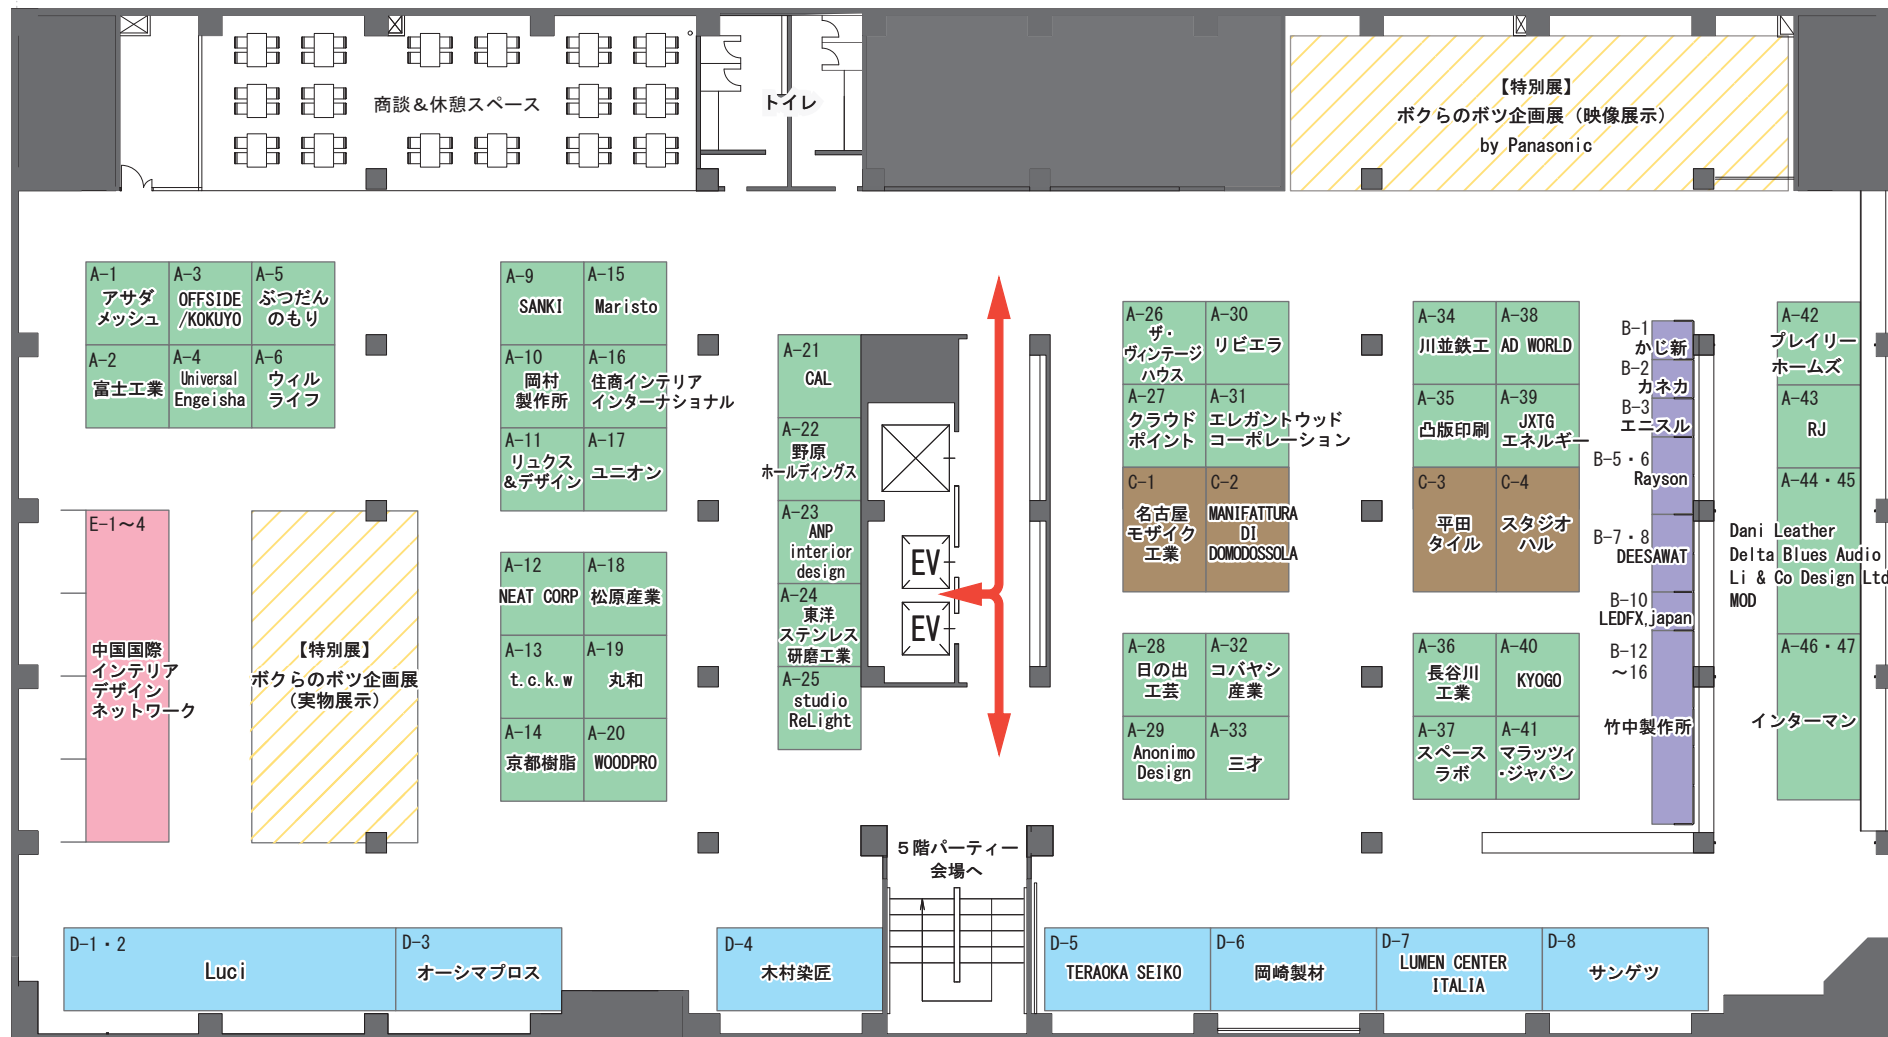 商談＆休憩スペース
トイレ
【特別展】
ボクらのボツ企画展（映像展示）
by Panasonic
A-1
アサダ
メッシュ
A-3
OFFSIDE
/KOKUYO
A-5
ぶつだん
のもり
A-2
富士工業
A-4
Universal
Engeisha
A-6
ウィル
ライフ
A-9
SANKI
A-15
Maristo
A-10
岡村
製作所
A-16
住商インテリア
インターナショナル
A-11
リュクス
＆デザイン
A-17
ユニオン
A-12
NEAT CORP
A-18
松原産業
A-13
t.c.k.w
A-19
丸和
A-14
京都樹脂
A-20
WOODPRO
E-1～4
中国国際
インテリア
デザイン
ネットワーク
【特別展】
ボクらのボツ企画展
（実物展示）
A-21
CAL
A-22
野原
ホールディングス
A-23
ANP
interior
design
A-24
東洋
ステンレス
研磨工業
A-25
studio
ReLight
EV
EV
A-26
ザ・
ヴィンテージ
ハウス
A-30
リビエラ
A-27
クラウド
ポイント
A-31
エレガントウッド
コーポレーション
C-1
名古屋
モザイク
工業
C-2
MANIFATTURA
DI
DOMODOSSOLA
A-28
日の出
工芸
A-32
コバヤシ
産業
A-29
Anonimo
Design
A-33
三才
A-34
川並鉄工
A-38
AD WORLD
A-35
凸版印刷
A-39
JXTG
エネルギー
C-3
平田
タイル
C-4
スタジオ
ハル
A-36
長谷川
工業
A-40
KYOGO
A-37
スペース
ラボ
A-41
マラッツィ
・ジャパン
B-1
かじ新
B-2
カネカ
B-3
エニスル
B-5・6
Rayson
B-7・8
DEESAWAT
B-10
LEDFX,japan
B-12
～16
竹中製作所
A-42
プレイリー
ホームズ
A-43
RJ
A-44・45
Dani Leather
Delta Blues Audio
Li & Co Design Ltd
MOD
A-46・47
インターマン
５階パーティー
会場へ
D-1・2
Luci
D-3
オーシマプロス
D-4
木村染匠
D-5
TERAOKA SEIKO
D-6
岡崎製材
D-7
LUMEN CENTER
ITALIA
D-8
サンゲツ